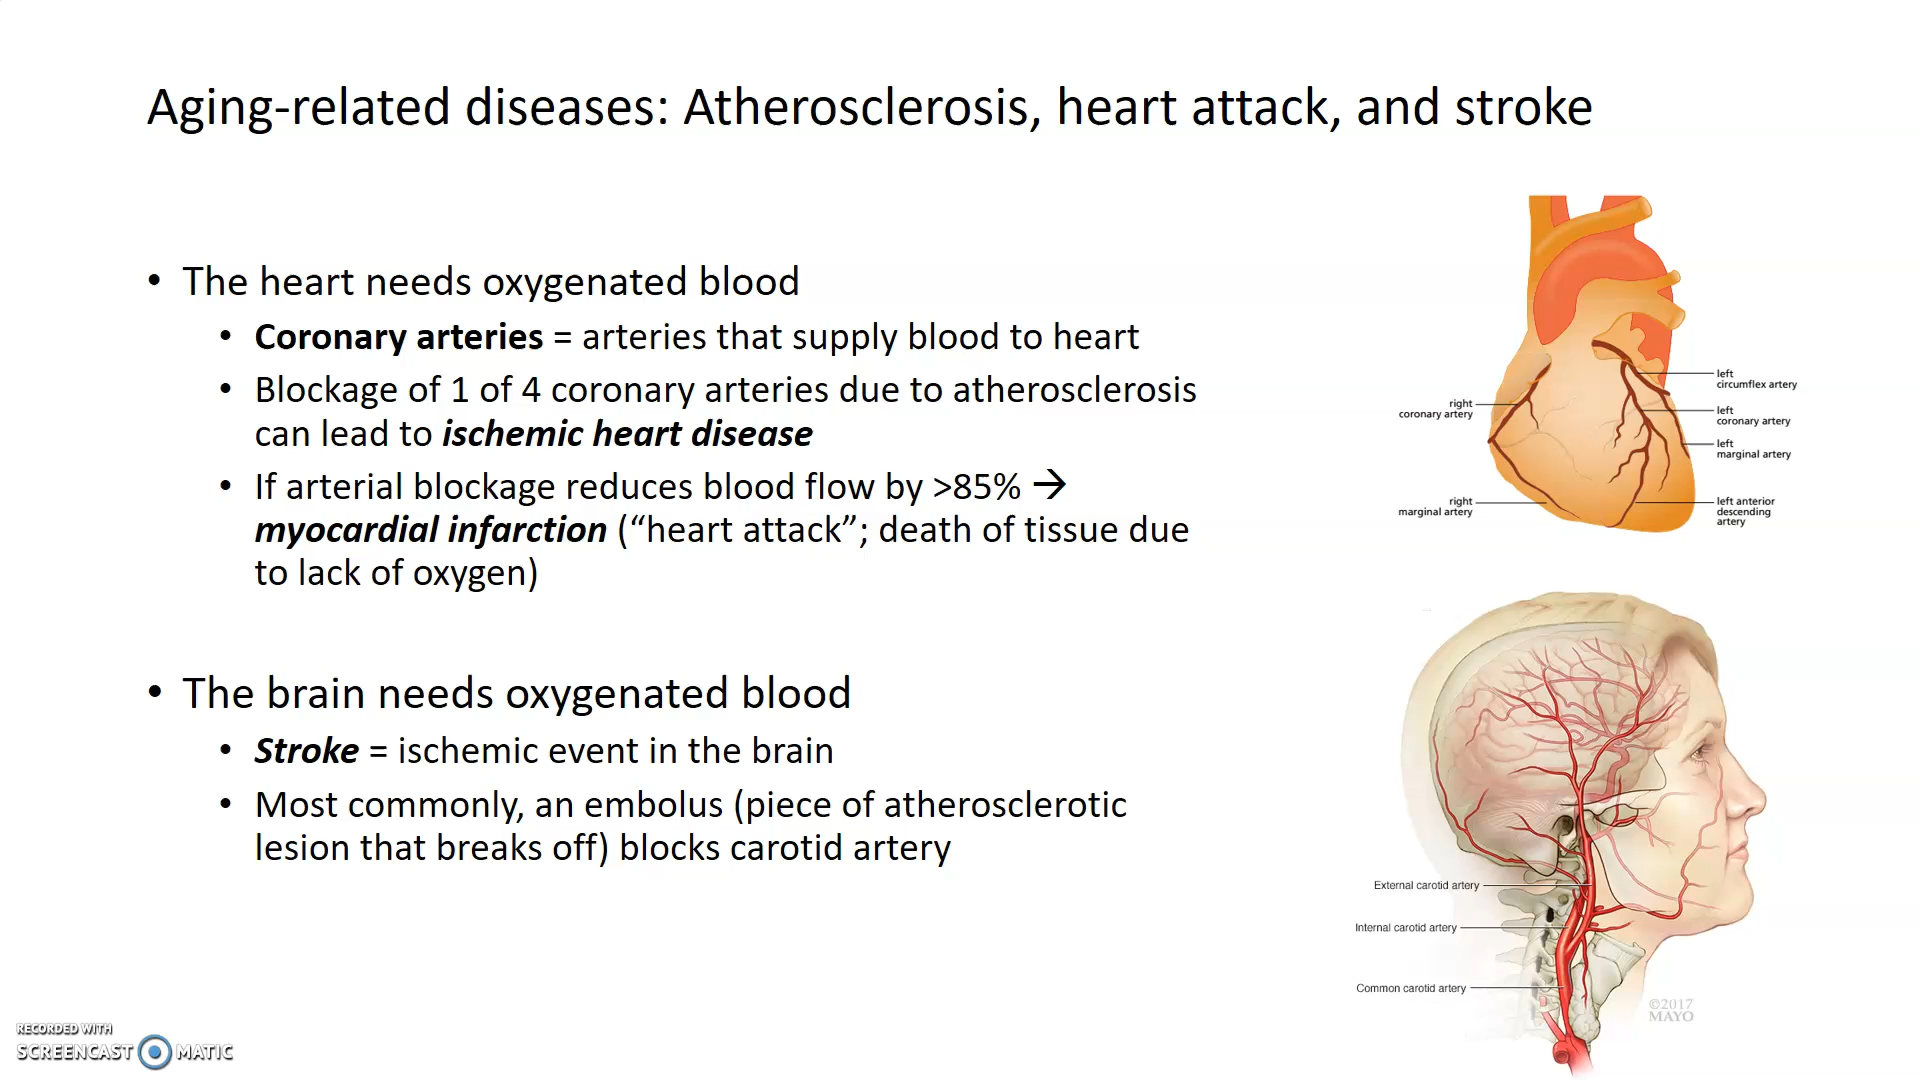 Aging-related diseases: Atherosclerosis, heart attack, and stroke
• The heart needs oxygenated blood
• Coronary arteries = arteries that supply blood to heart
• Blockage of 1 of 4 coronary arteries due to atherosclerosis
can lead to ischemic heart disease
• If arterial blockage reduces blood flow by >85% →
myocardial infarction (“heart attack”; death of tissue due
to lack of oxygen)
• The brain needs oxygenated blood
• Stroke = ischemic event in the brain
• Most commonly, an embolus (piece of atherosclerotic
lesion that breaks off) blocks carotid artery
right
coronary artery
right
marginal artery
left
circumflex artery
left
coronary artery
left
marginal artery
left anterior
descending
artery
External carotid artery
Internal carotid artery
Common carotid artery
©2017
MAYO
RECORDED WITH
SCREENCAST MATIC